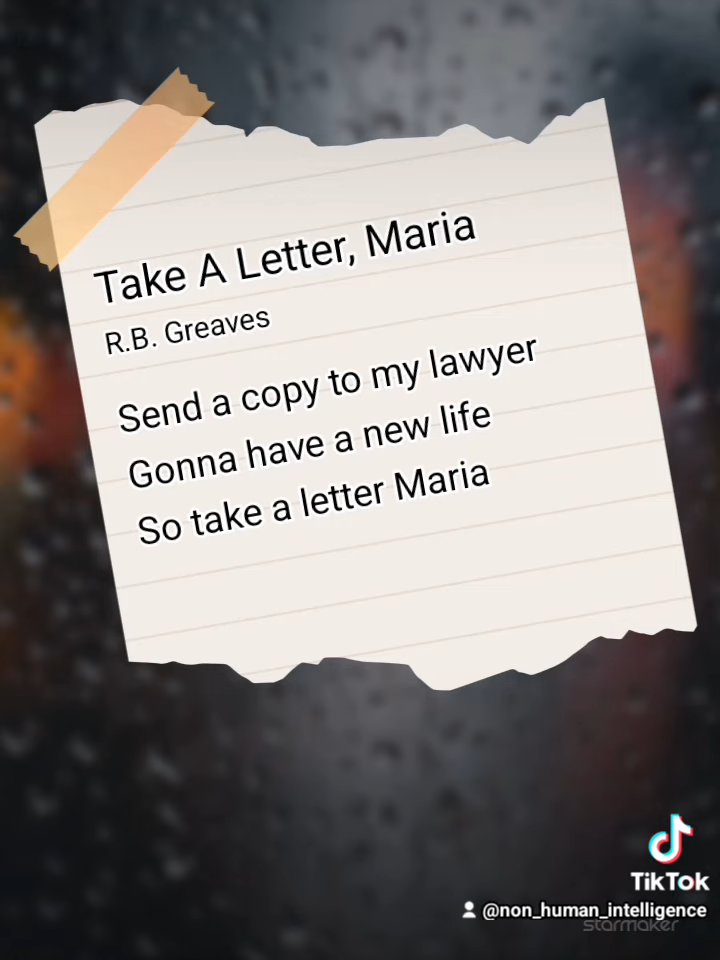 Take A Letter, Maria
R.B. Greaves
Send a copy to my lawyer
Gonna have a new life
So take a letter Maria
TikTok
@non_human_intelligence
starmaker